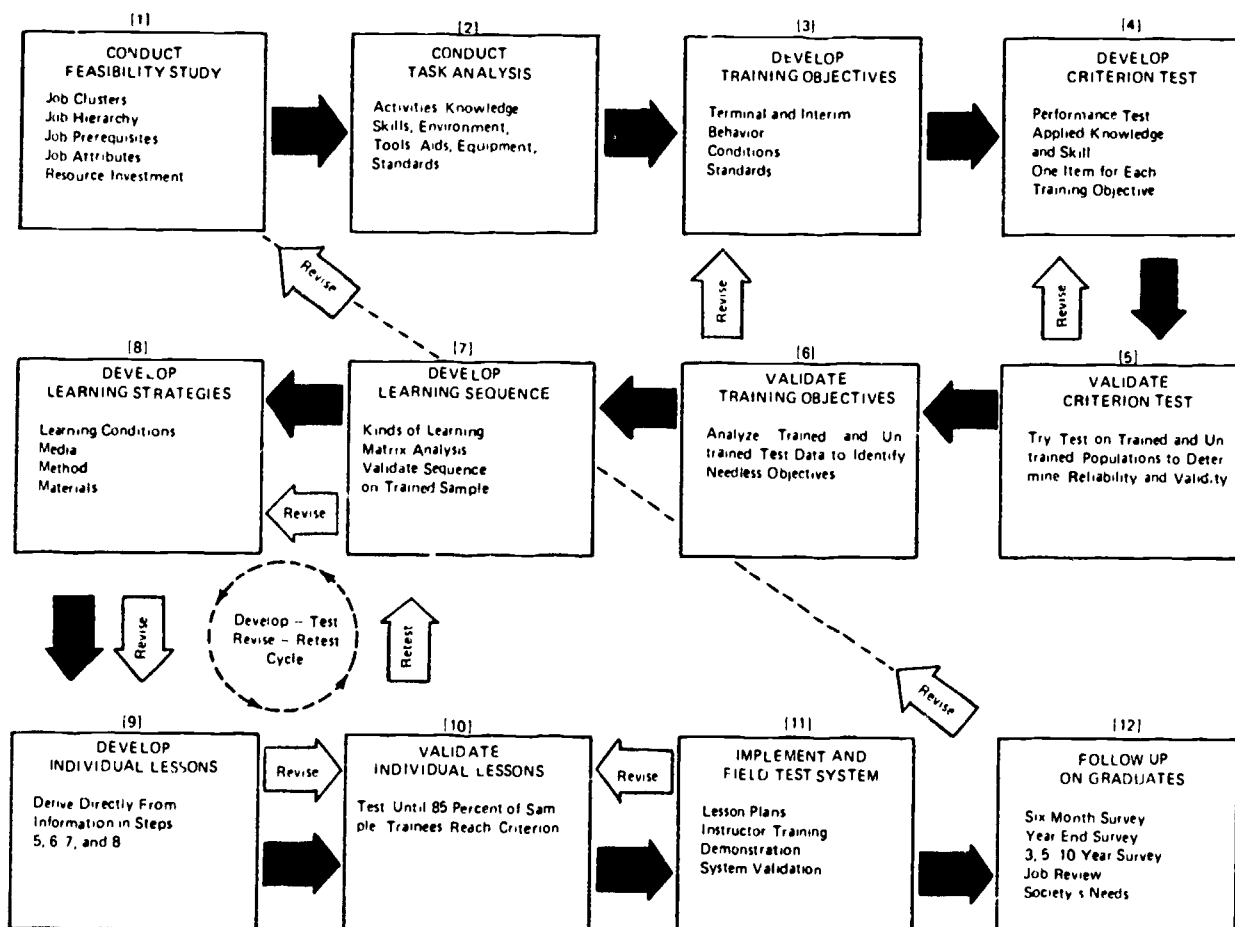 [1]
CONDUCT
FEASIBILITY STUDY
Job Clusters
Job Hierarchy
Job Prerequisites
Job Attributes
Resource Investment
[2]
CONDUCT
TASK ANALYSIS
Activities Knowledge
Skills, Environment,
Tools Aids, Equipment,
Standards
[3]
DEVELOP
TRAINING OBJECTIVES
Terminal and Interim
Behavior
Conditions
Standards
[4]
DEVELOP
CRITERION TEST
Performance Test
Applied Knowledge
and Skill
One Item for Each
Training Objective
Revise
Revise
Revise
[8]
DEVELOP
LEARNING STRATEGIES
Learning Conditions
Media
Method
Materials
[7]
DEVELOP
LEARNING SEQUENCE
Kinds of Learning
Matrix Analysis
Validate Sequence
on Trained Sample
Revise
[6]
VALIDATE
TRAINING OBJECTIVES
Analyze Trained and Un
trained Test Data to Identify
Needless Objectives
[5]
VALIDATE
CRITERION TEST
Try Test on Trained and Un
trained Populations to Deter
mine Reliability and Validity
Revise
Develop – Test
Revise – Retest
Cycle
Retest
Revise
[9]
DEVELOP
INDIVIDUAL LESSONS
Derive Directly From
Information in Steps
5, 6 7, and 8
Revise
[10]
VALIDATE
INDIVIDUAL LESSONS
Test Until 85 Percent of Sam
ple Trainees Reach Criterion
Revise
[11]
IMPLEMENT AND
FIELD TEST SYSTEM
Lesson Plans
Instructor Training
Demonstration
System Validation
[12]
FOLLOW UP
ON GRADUATES
Six Month Survey
Year End Survey
3, 5 10 Year Survey
Job Review
Society s Needs